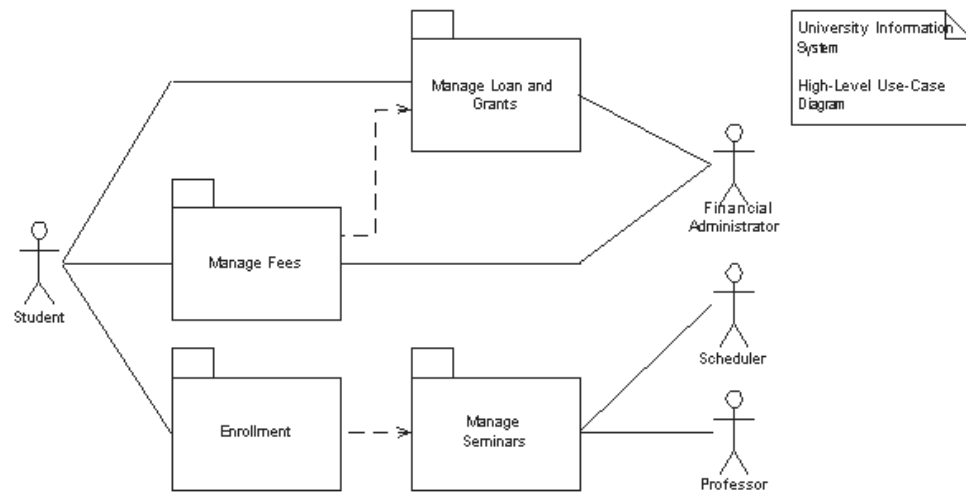 University Information
System
High-Level Use-Case
Diagram
Manage Loan and
Grants
Financial
Administrator
Manage Fees
Student
Scheduler
Enrollment
Manage
Seminars
Professor